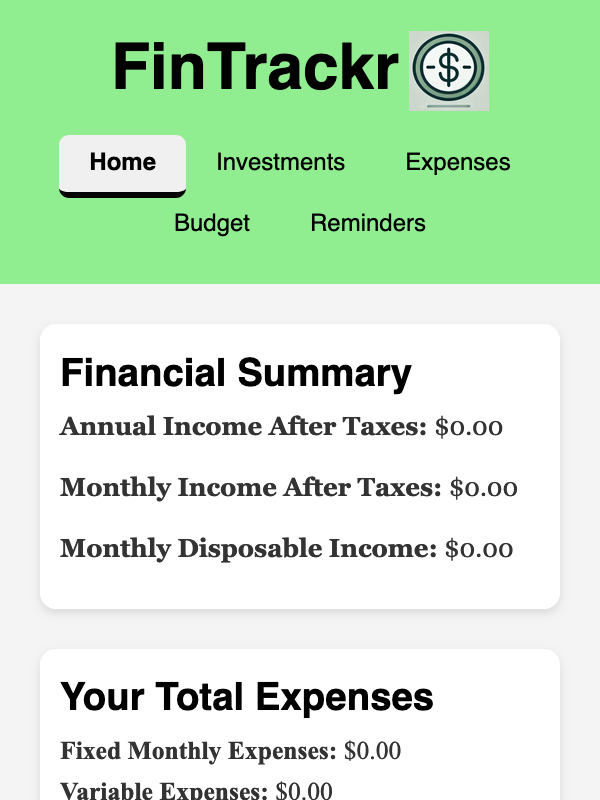 FinTrackr
Home Investments Expenses
Budget Reminders
Financial Summary
Annual Income After Taxes: $0.00
Monthly Income After Taxes: $0.00
Monthly Disposable Income: $0.00
Your Total Expenses
Fixed Monthly Expenses: $0.00
Variable Expenses: $0.00